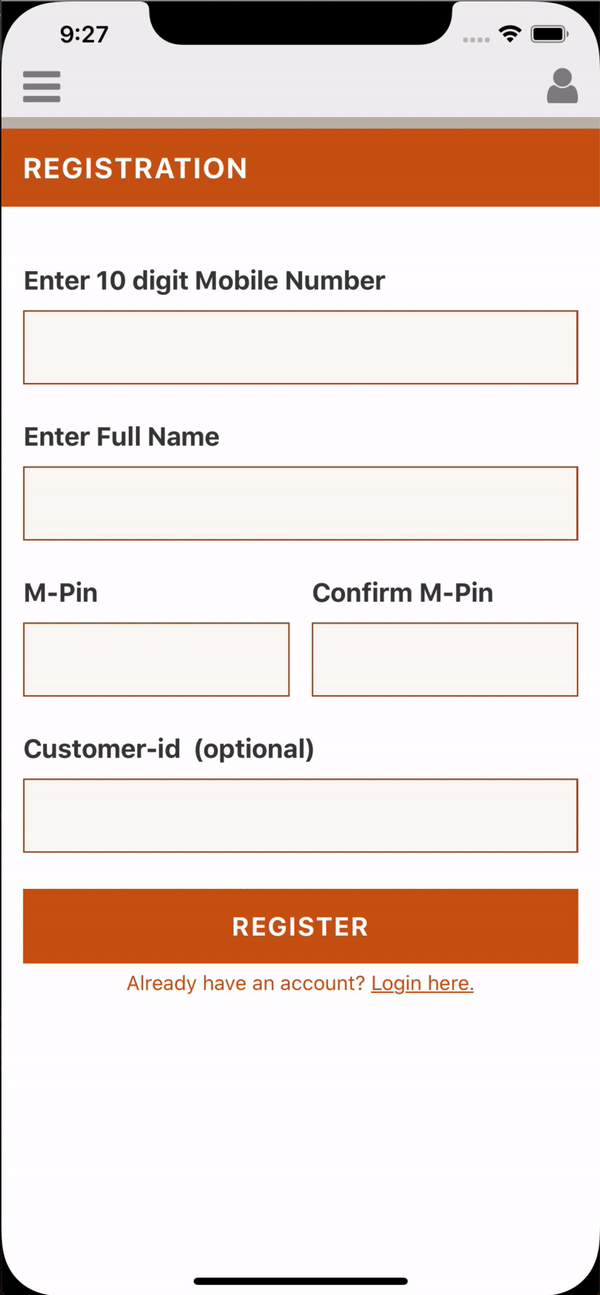 9:27
REGISTRATION
Enter 10 digit Mobile Number
Enter Full Name
M-Pin
Confirm M-Pin
Customer-id  (optional)
REGISTER
Already have an account? Login here.